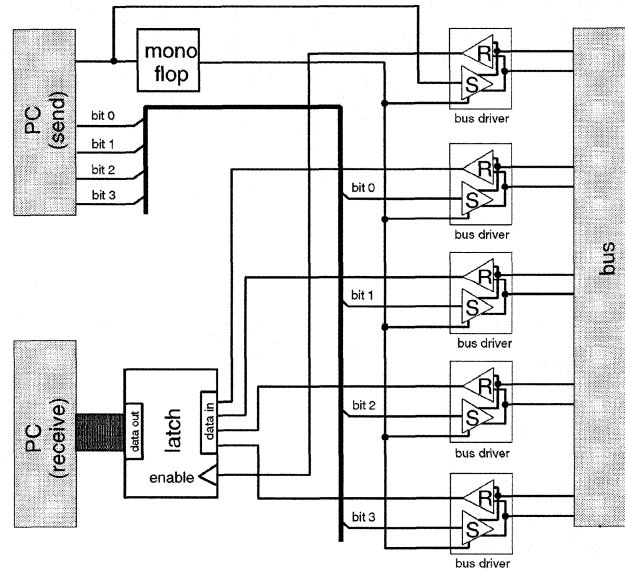 PC
(send)
mono
flop
bit 0
bit 1
bit 2
bit 3
R
S
bus driver
bit 0
R
S
bus driver
bit 1
R
S
bus driver
bit 2
R
S
bus driver
bit 3
R
S
bus driver
bus
PC
(receive)
data out
latch
data in
enable